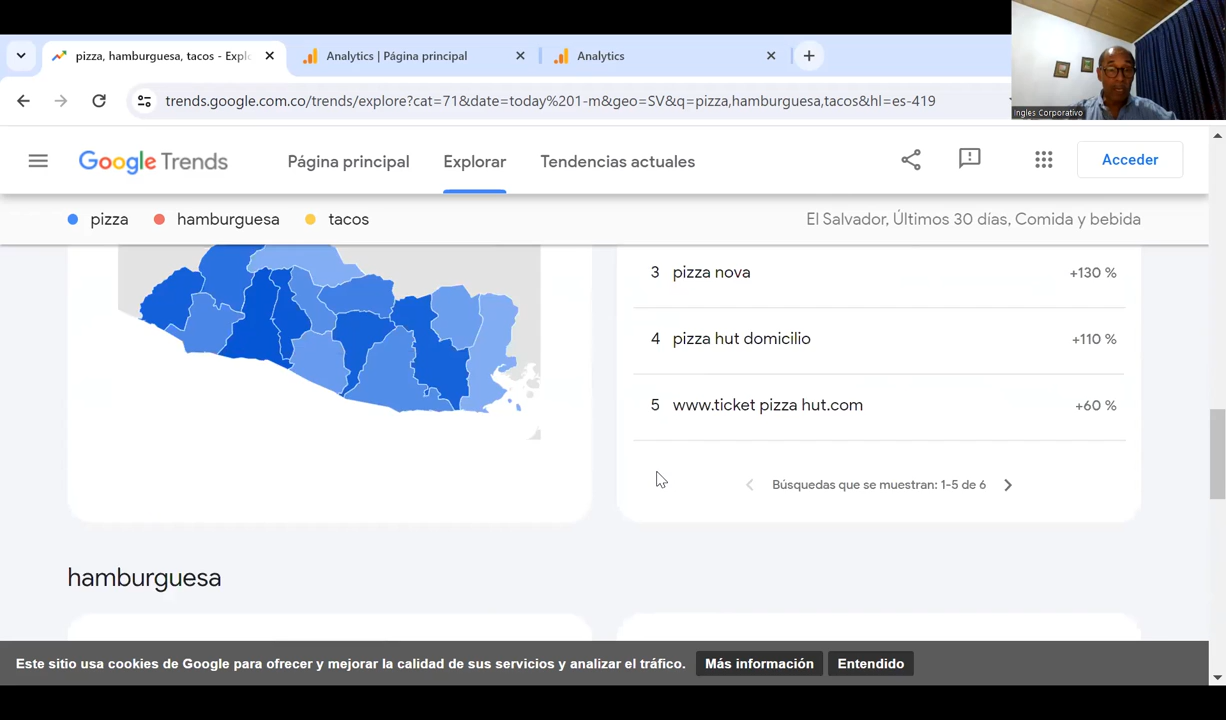 pizza, hamburguesa, tacos - Explo
Analytics | Página principal
Analytics
trends.google.com.co/trends/explore?cat=71&date=today%201-m&geo=SV&q=pizza,hamburguesa,tacos&hl=es-419
Ingles Corporativo
Google Trends
Página principal
Explorar
Tendencias actuales
Acceder
pizza
hamburguesa
tacos
El Salvador, Últimos 30 días, Comida y bebida
3 pizza nova +130 %
4 pizza hut domicilio +110 %
5 www.ticket pizza hut.com +60 %
Búsquedas que se muestran: 1-5 de 6
hamburguesa
Este sitio usa cookies de Google para ofrecer y mejorar la calidad de sus servicios y analizar el tráfico.
Más información
Entendido